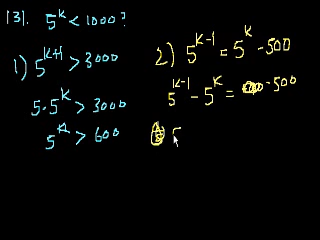 131. 5^k < 1000?
1) 5^{k+1} > 3000
5·5^k > 3000
5^k > 600
2) 5^{k-1} = 5^k - 500
5^{k-1} - 5^k = -500
5